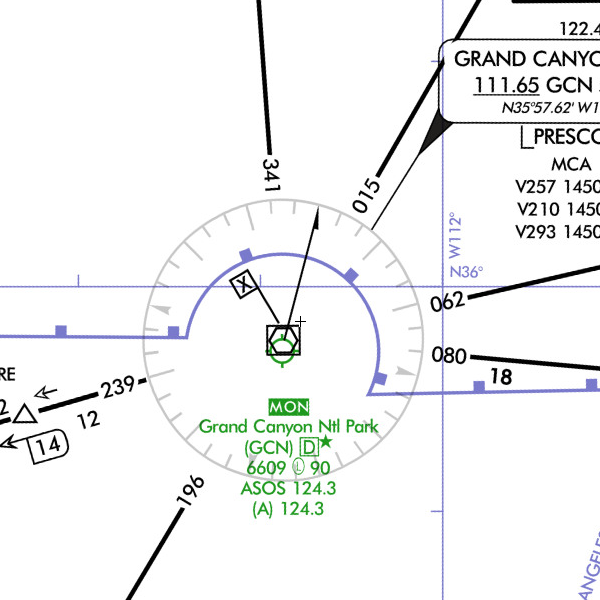 122.4
GRAND CANYO
111.65 GCN
N35°57.62' W1
PRESCO
MCA
V257 1450
V210 1450
V293 1450
341
015
W112°
N36°
X
062
080
18
RE
2
239
12
14
196
MON
Grand Canyon Ntl Park
(GCN) D★
6609 Ⓛ 90
ASOS 124.3
(A) 124.3
ANGELES